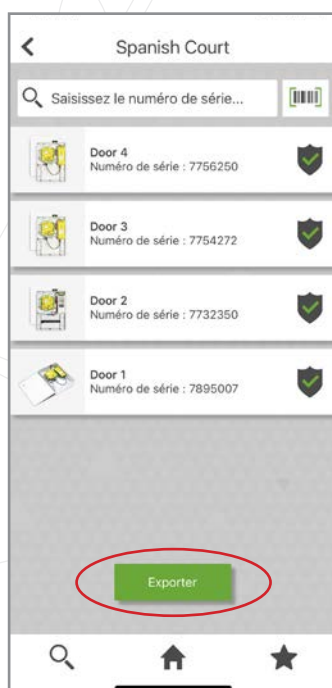 Spanish Court
Saisissez le numéro de série...
Door 4
Numéro de série : 7756250
Door 3
Numéro de série : 7754272
Door 2
Numéro de série : 7732350
Door 1
Numéro de série : 7895007
Exporter